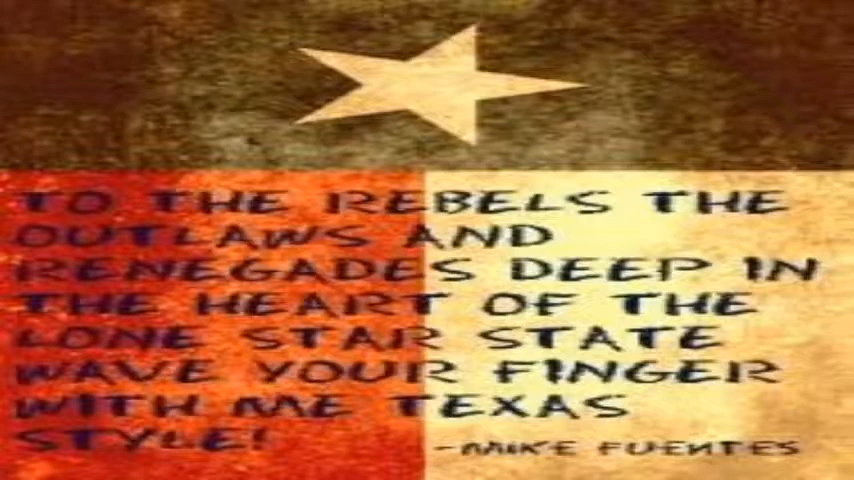 TO THE REBELS THE
OUTLAWS AND
RENEGADES DEEP IN
THE HEART OF THE
LONE STAR STATE
WAVE YOUR FINGER
WITH ME TEXAS
STYLE!
-MIKE FUENTES